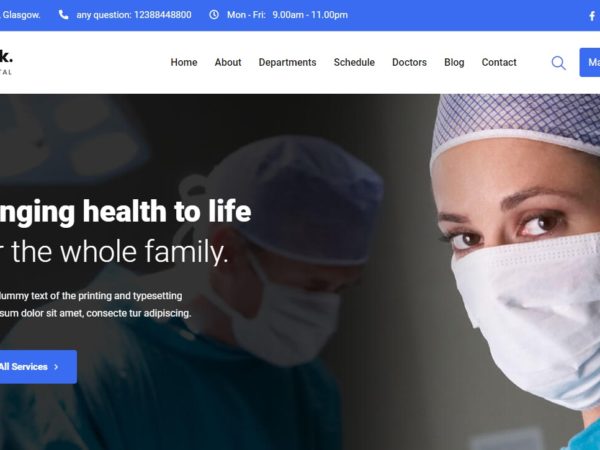 Glasgow.
any question: 12388448800
Mon - Fri: 9.00am - 11.00pm
k.
TAL
Home
About
Departments
Schedule
Doctors
Blog
Contact
Ma
nging health to life
r the whole family.
dummy text of the printing and typesetting
sum dolor sit amet, consecte tur adipiscing.
All Services